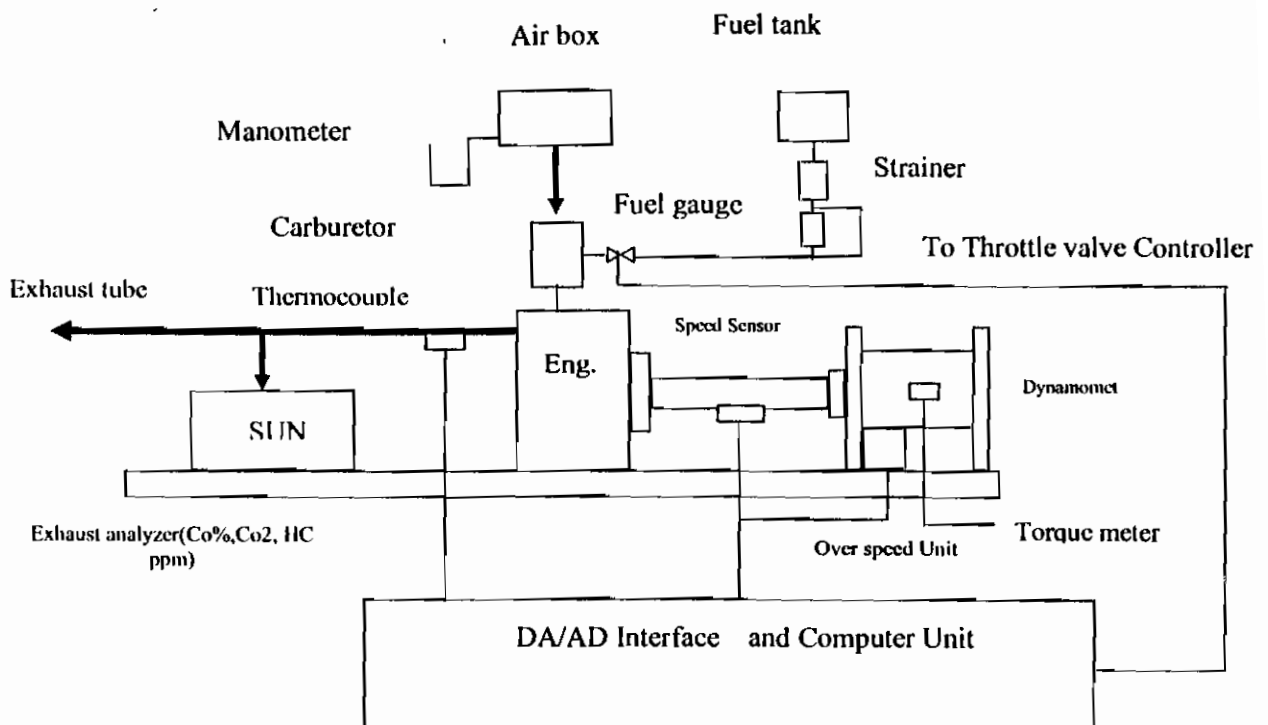 Air box
Fuel tank
Manometer
Strainer
Fuel gauge
Carburetor
To Throttle valve Controller
Exhaust tube
Thermocouple
Speed Sensor
Eng.
Dynamomet
SUN
Exhaust analyzer(Co%,Co2, HC
ppm)
Torque meter
Over speed Unit
DA/AD Interface and Computer Unit